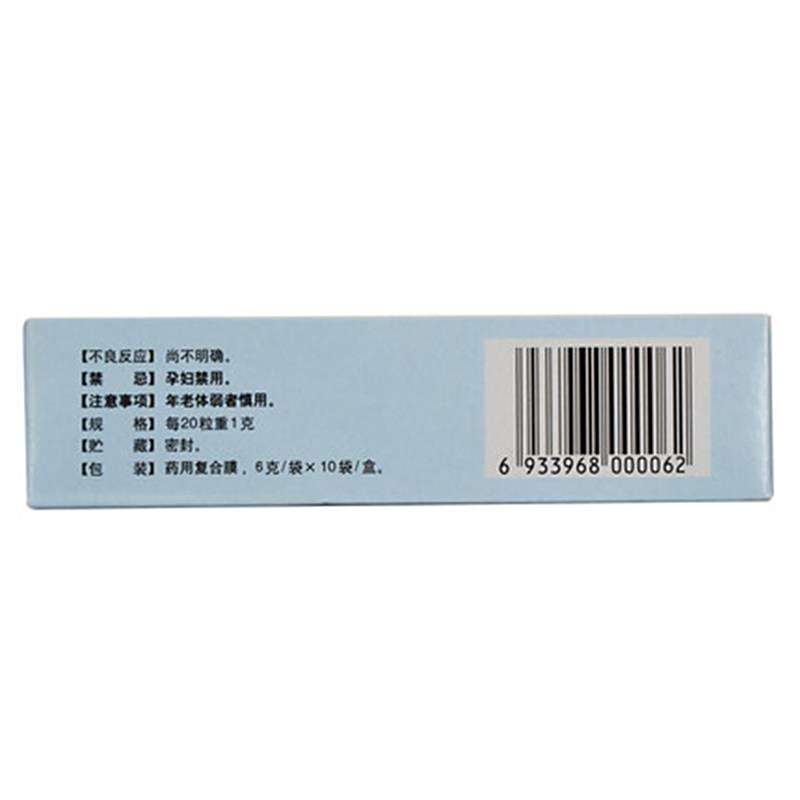 【不良反应】尚不明确。
【禁　　忌】孕妇禁用。
【注意事项】年老体弱者慎用。
【规　　格】每20粒重1克
【贮　　藏】密封。
【包　　装】药用复合膜，6克/袋×10袋/盒。
6 933968 000062